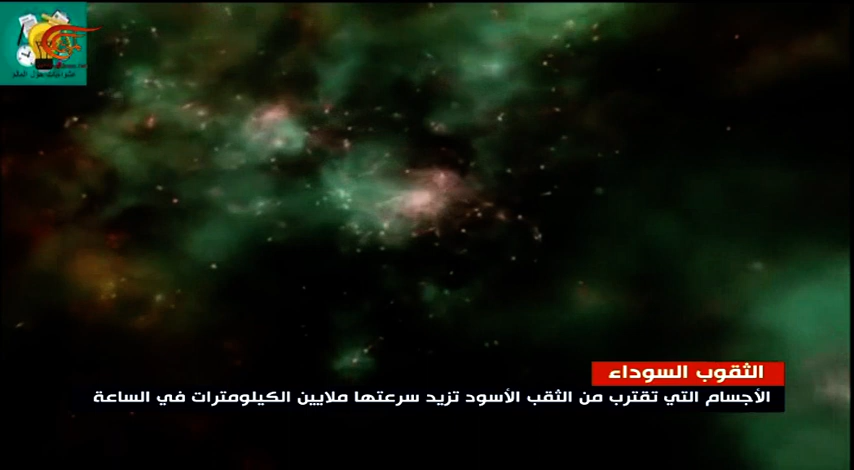 الثقوب السوداء
الأجسام التي تقترب من الثقب الأسود تزيد سرعتها ملايين الكيلومترات في الساعة